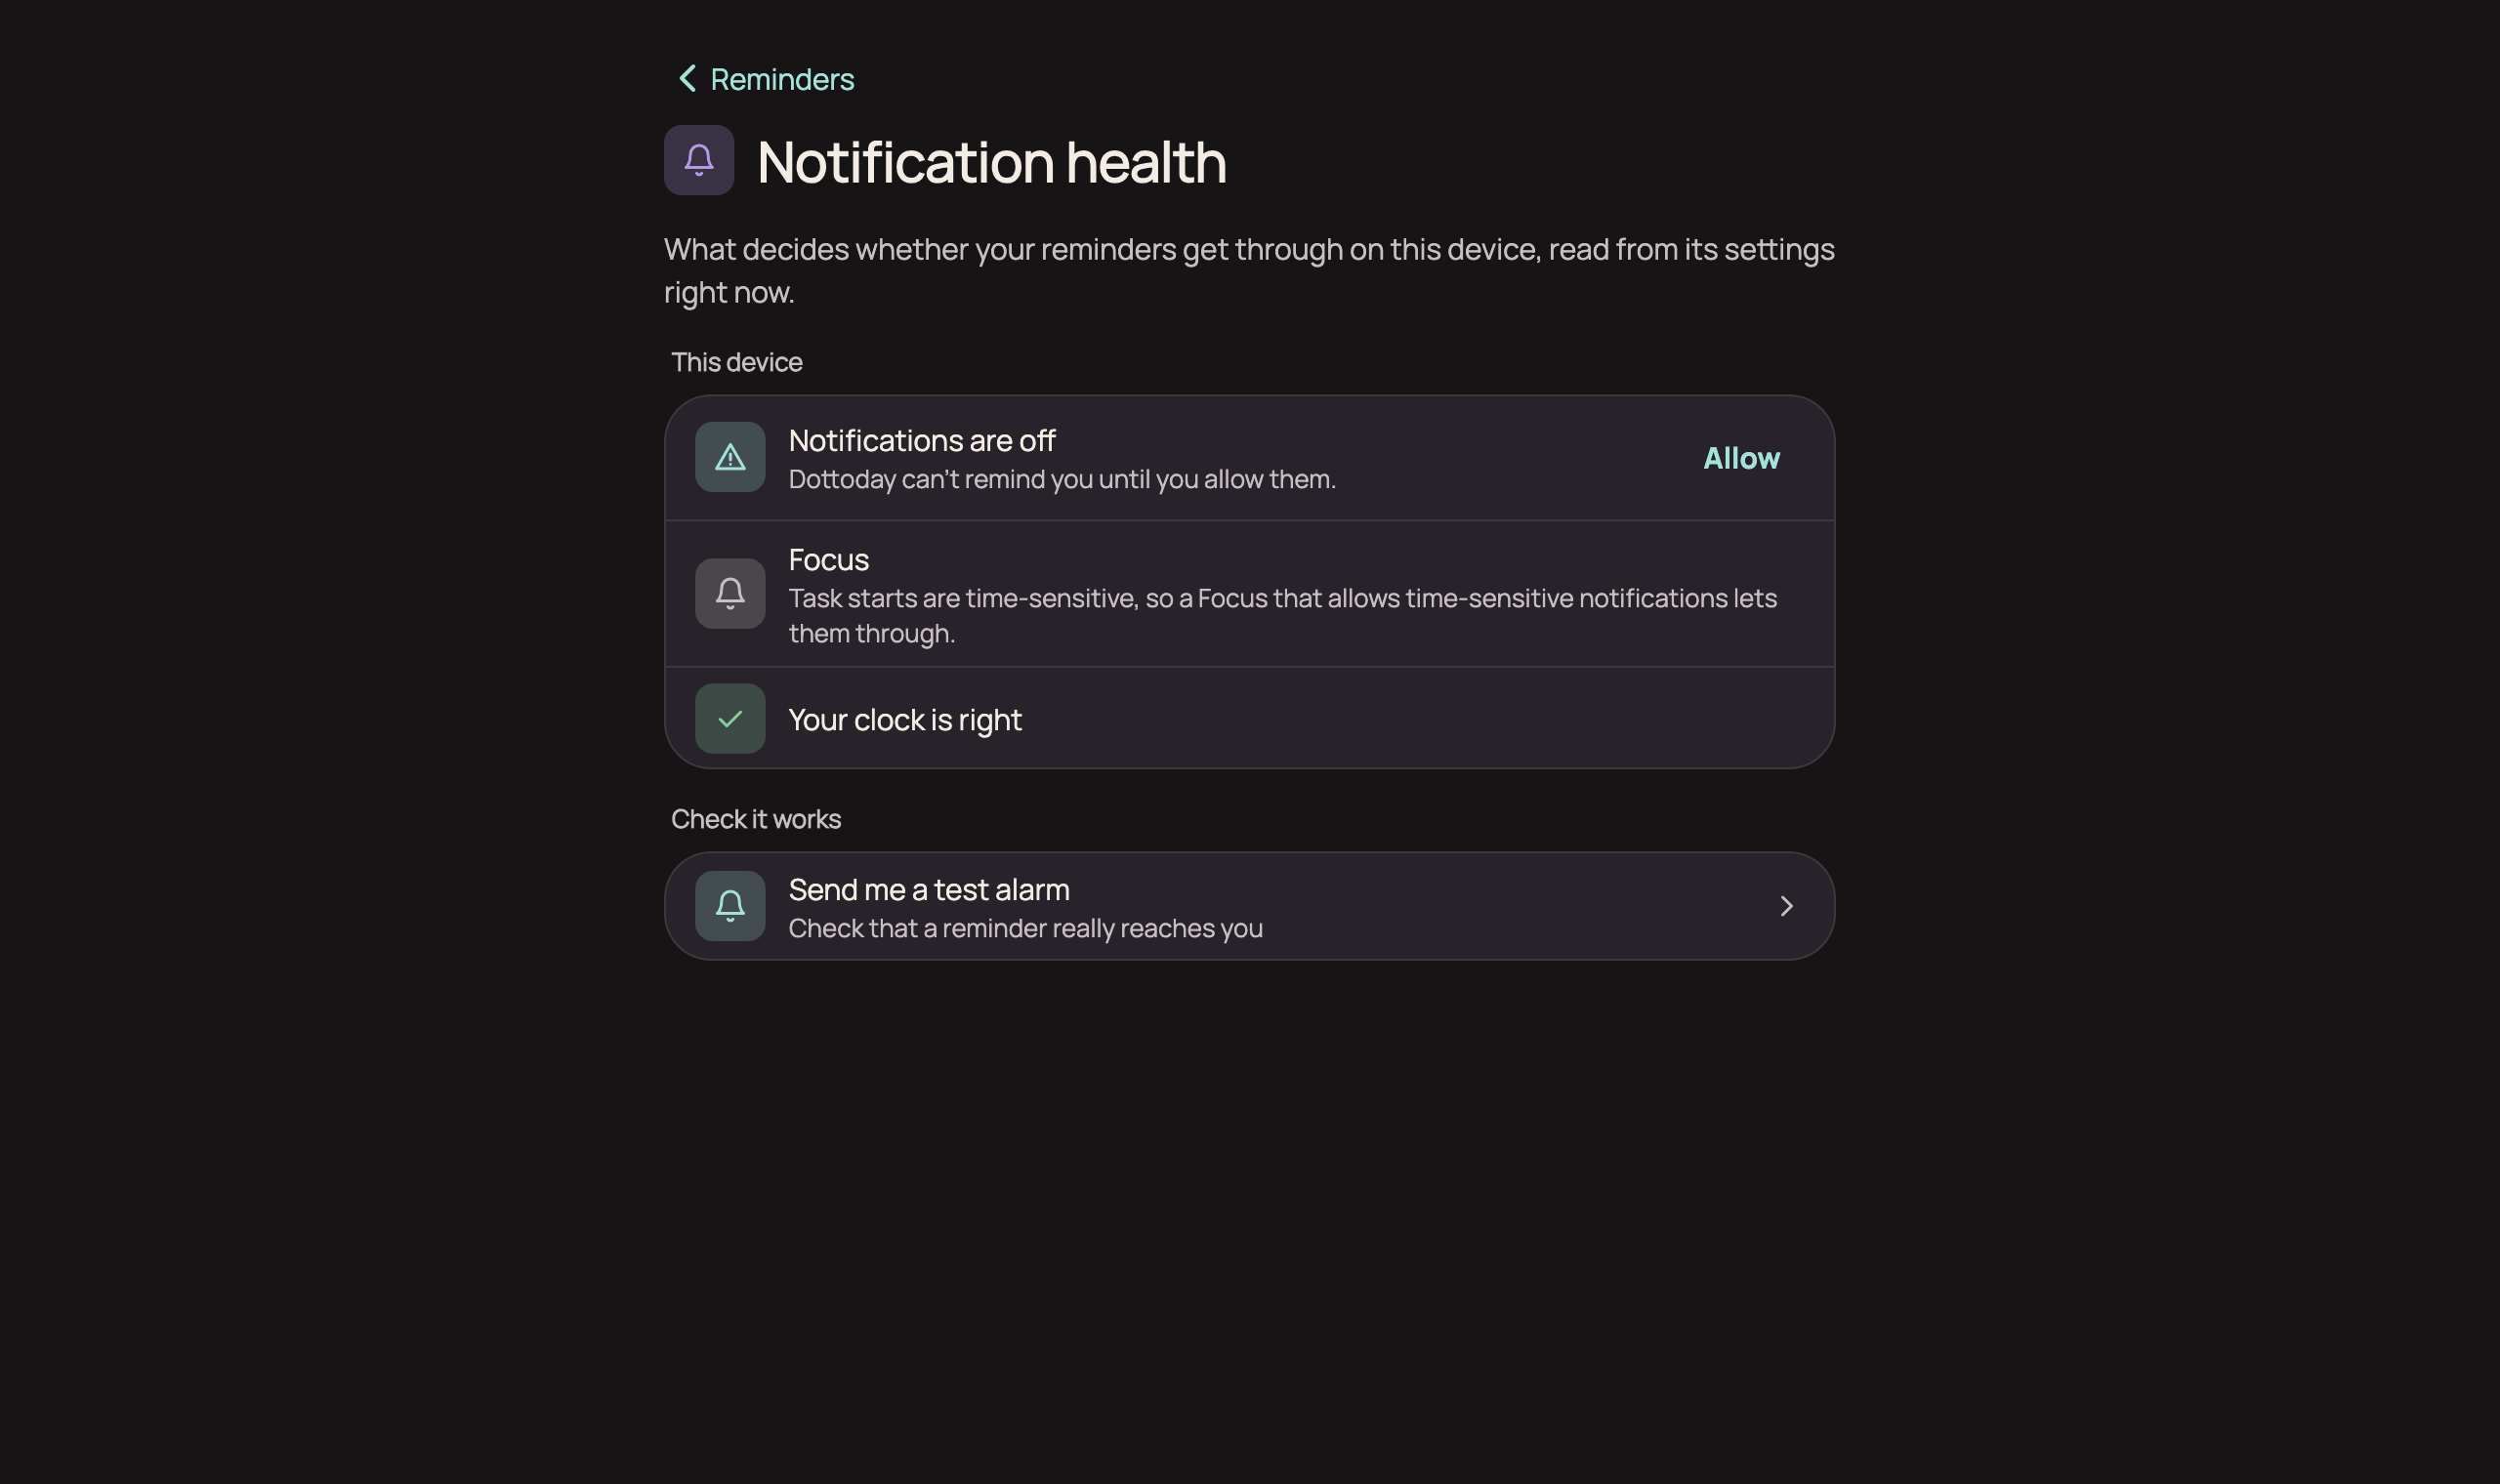 Reminders
Notification health
What decides whether your reminders get through on this device, read from its settings
right now.
This device
Notifications are off
Dottoday can’t remind you until you allow them.
Allow
Focus
Task starts are time-sensitive, so a Focus that allows time-sensitive notifications lets
them through.
Your clock is right
Check it works
Send me a test alarm
Check that a reminder really reaches you